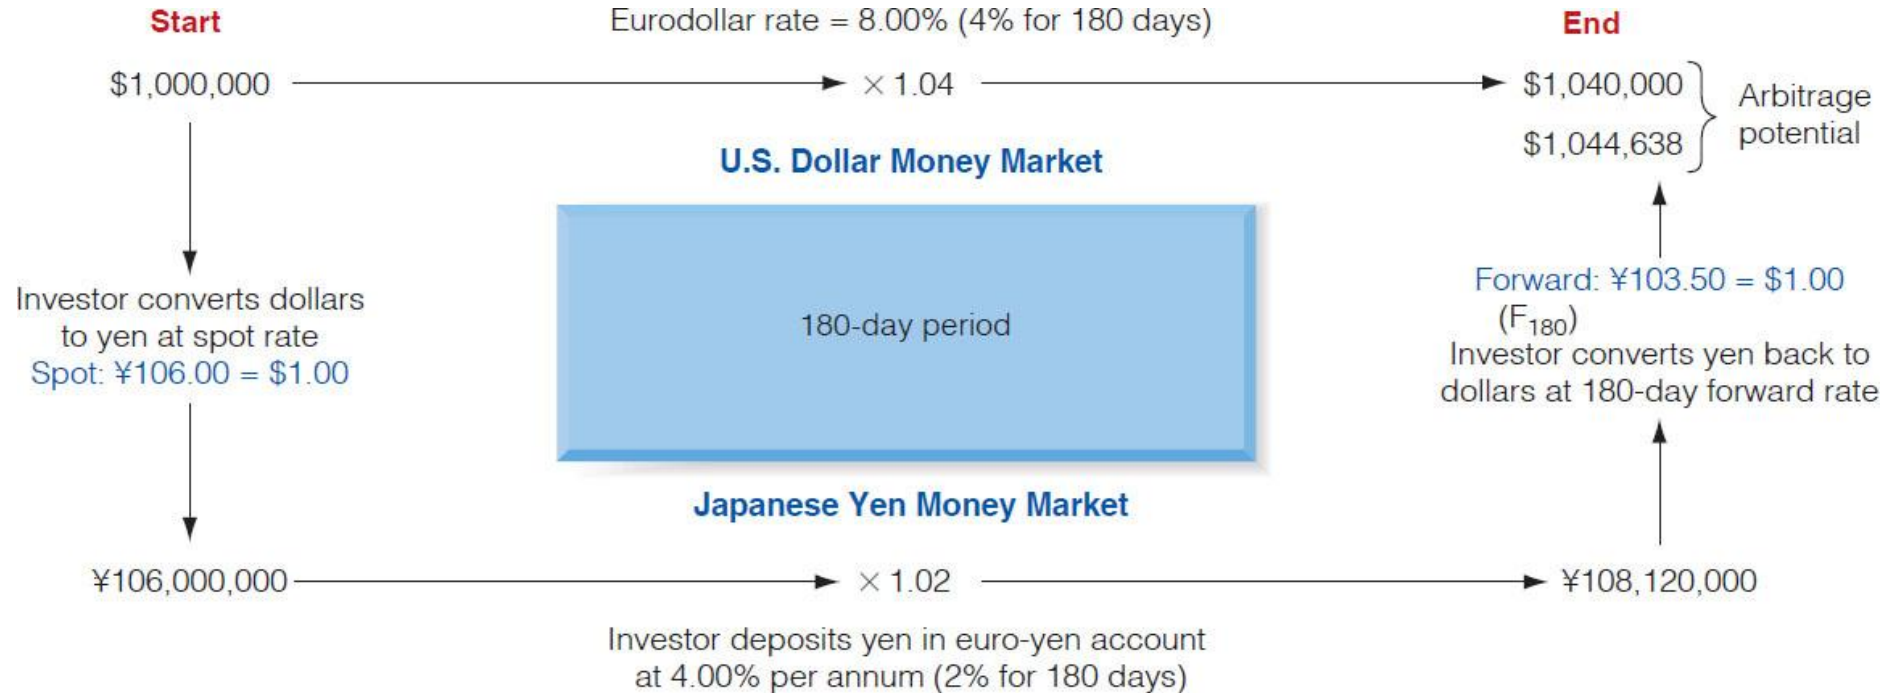 Start
Eurodollar rate = 8.00% (4% for 180 days)
End
$1,000,000
× 1.04
$1,040,000
$1,044,638
Arbitrage
potential
U.S. Dollar Money Market
Investor converts dollars
to yen at spot rate
Spot: ¥106.00 = $1.00
180-day period
Forward: ¥103.50 = $1.00
(F180)
Investor converts yen back to
dollars at 180-day forward rate
Japanese Yen Money Market
¥106,000,000
× 1.02
¥108,120,000
Investor deposits yen in euro-yen account
at 4.00% per annum (2% for 180 days)